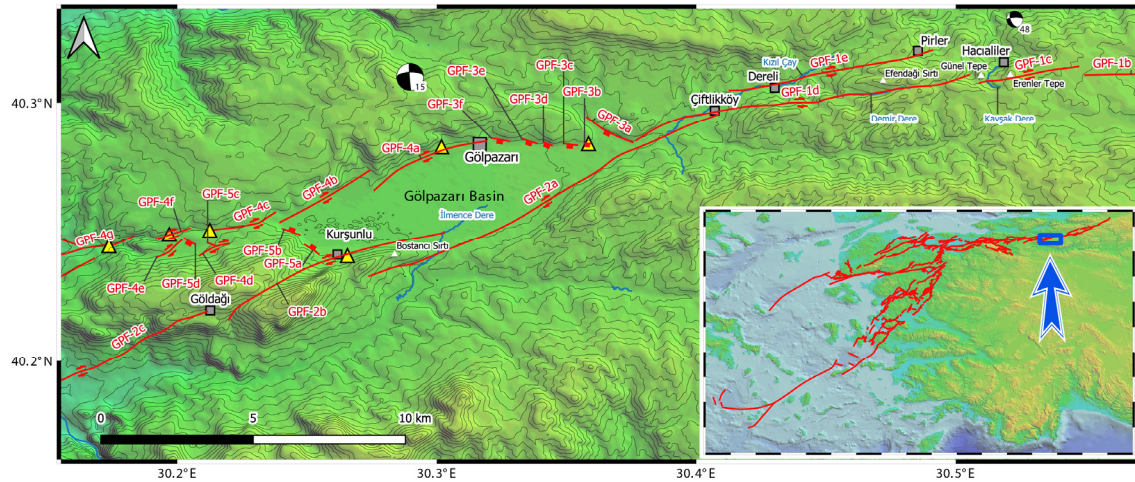 48
Pirler
Hacıaliler
Kızıl Çay
GPF-1e
Günel Tepe
GPF-1c
GPF-1b
GPF-3c
GPF-3e
15
Dereli
Efendağı Sırtı
Erenler Tepe
GPF-3b
GPF-3d
GPF-3f
40.3°N
Çiftlikköy
GPF-1d
Demir Dere
Kavşak Dere
GPF-3a
GPF-4a
Gölpazarı
GPF-5c
GPF-4b
GPF-2a
GPF-4f
GPF-4c
Gölpazarı Basin
İlmence Dere
GPF-4g
Kurşunlu
Bostancı Sırtı
GPF-5b
GPF-5a
GPF-4d
GPF-5d
GPF-4e
Göldağı
GPF-2b
GPF-2c
40.2°N
0
5
10 km
30.2°E
30.3°E
30.4°E
30.5°E